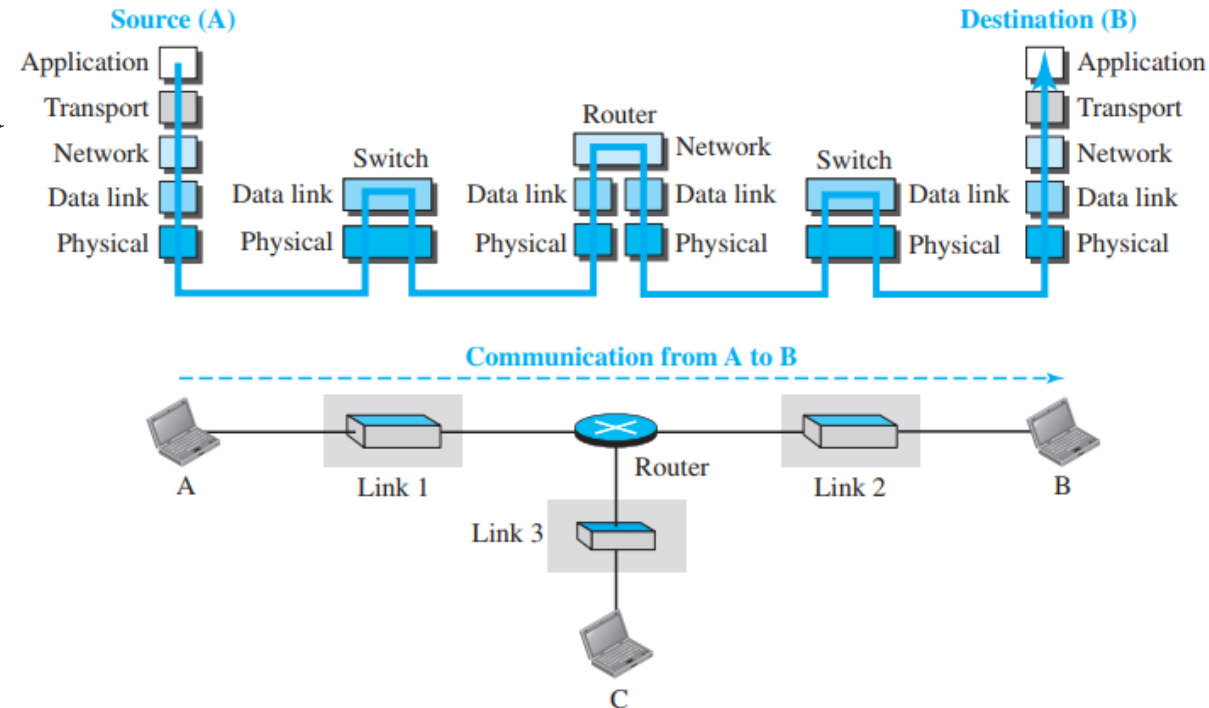 Source (A)
Destination (B)
Application
Application
Transport
Transport
Router
Network
Switch
Network
Switch
Network
Data link
Data link
Data link
Data link
Data link
Data link
Physical
Physical
Physical
Physical
Physical
Physical
Communication from A to B
A
Link 1
Router
Link 2
B
Link 3
C